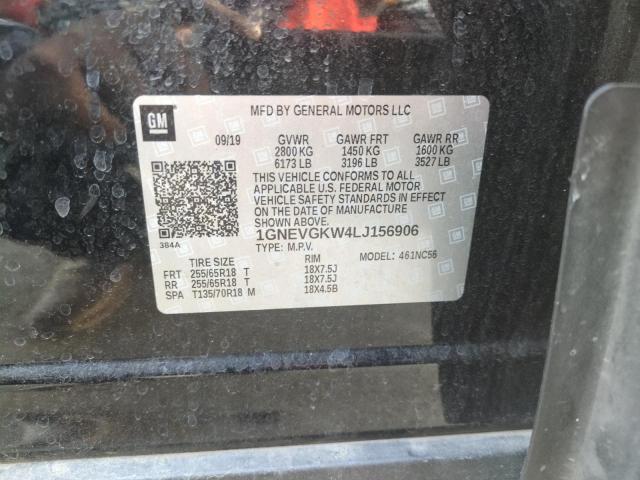 GM
MFD BY GENERAL MOTORS LLC
09/19 GVWR GAWR FRT GAWR RR
2800 KG 1450 KG 1600 KG
6173 LB 3196 LB 3527 LB
THIS VEHICLE CONFORMS TO ALL
APPLICABLE U.S. FEDERAL MOTOR
VEHICLE SAFETY STANDARDS IN EFFECT
ON THE DATE OF MANUFACTURE
SHOWN ABOVE.
384A
1GNEVGKW4LJ156906
TYPE: M.P.V. MODEL: 461NC56
TIRE SIZE RIM
FRT 255/65R18 T 18X7.5J
RR 255/65R18 T 18X7.5J
SPA T135/70R18 M 18X4.5B